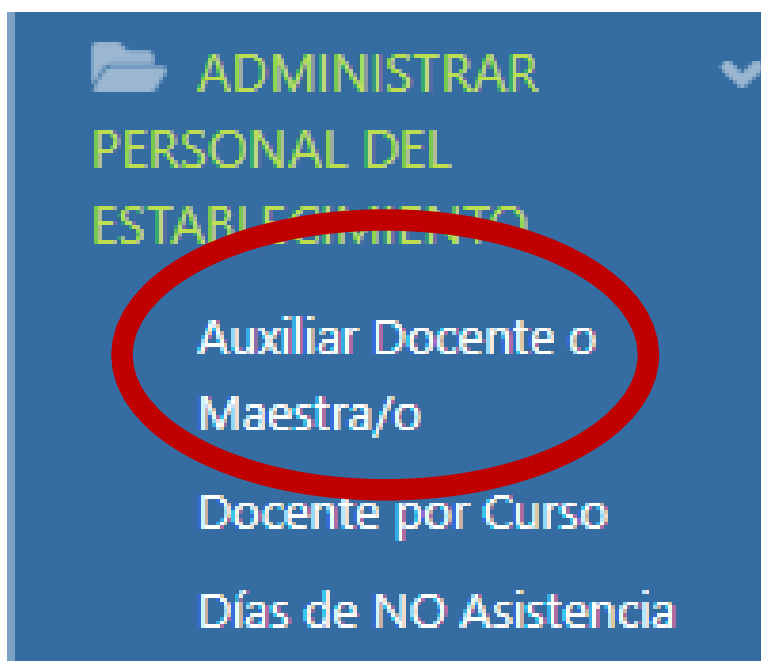 ADMINISTRAR
PERSONAL DEL
ESTABLECIMIENTO
Auxiliar Docente o
Maestra/o
Docente por Curso
Días de NO Asistencia